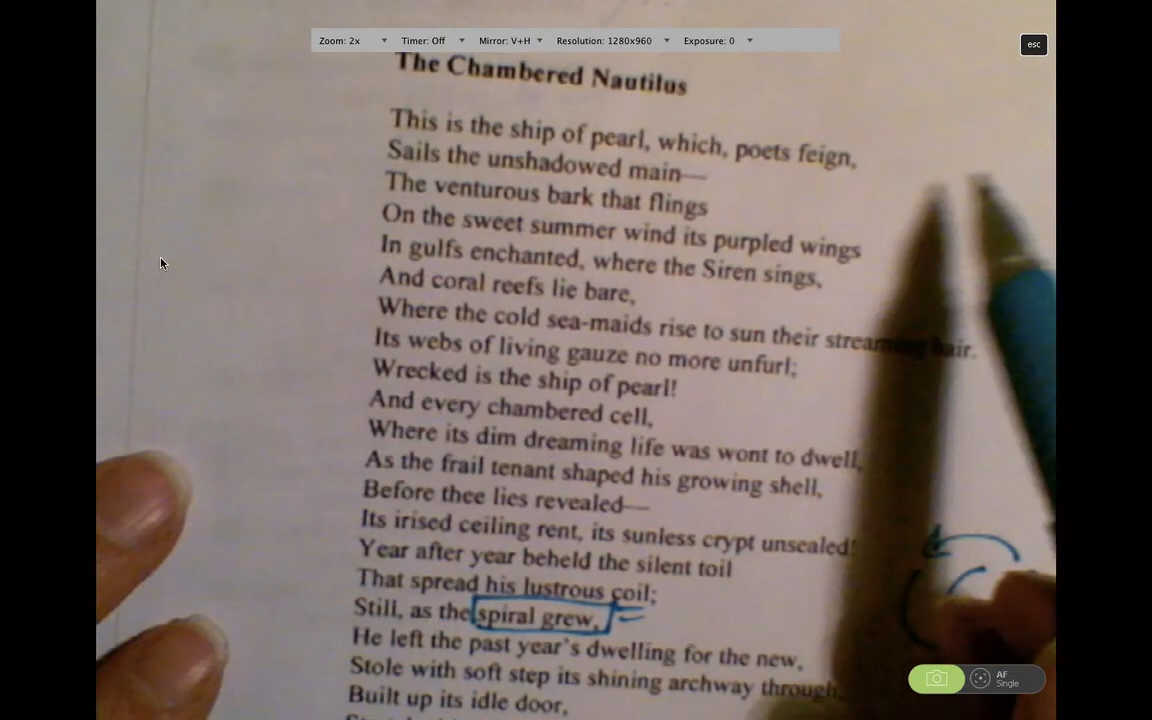 Zoom: 2x Timer: Off Mirror: V+H Resolution: 1280x960 Exposure: 0
esc
The Chambered Nautilus
This is the ship of pearl, which, poets feign,
Sails the unshadowed main—
The venturous bark that flings
On the sweet summer wind its purpled wings
In gulfs enchanted, where the Siren sings,
And coral reefs lie bare,
Where the cold sea-maids rise to sun their streaming hair.
Its webs of living gauze no more unfurl;
Wrecked is the ship of pearl!
And every chambered cell,
Where its dim dreaming life was wont to dwell,
As the frail tenant shaped his growing shell,
Before thee lies revealed—
Its irised ceiling rent, its sunless crypt unsealed!
Year after year beheld the silent toil
That spread his lustrous coil;
Still, as the spiral grew,
He left the past year's dwelling for the new,
Stole with soft step its shining archway through,
Built up its idle door,
AF
Single